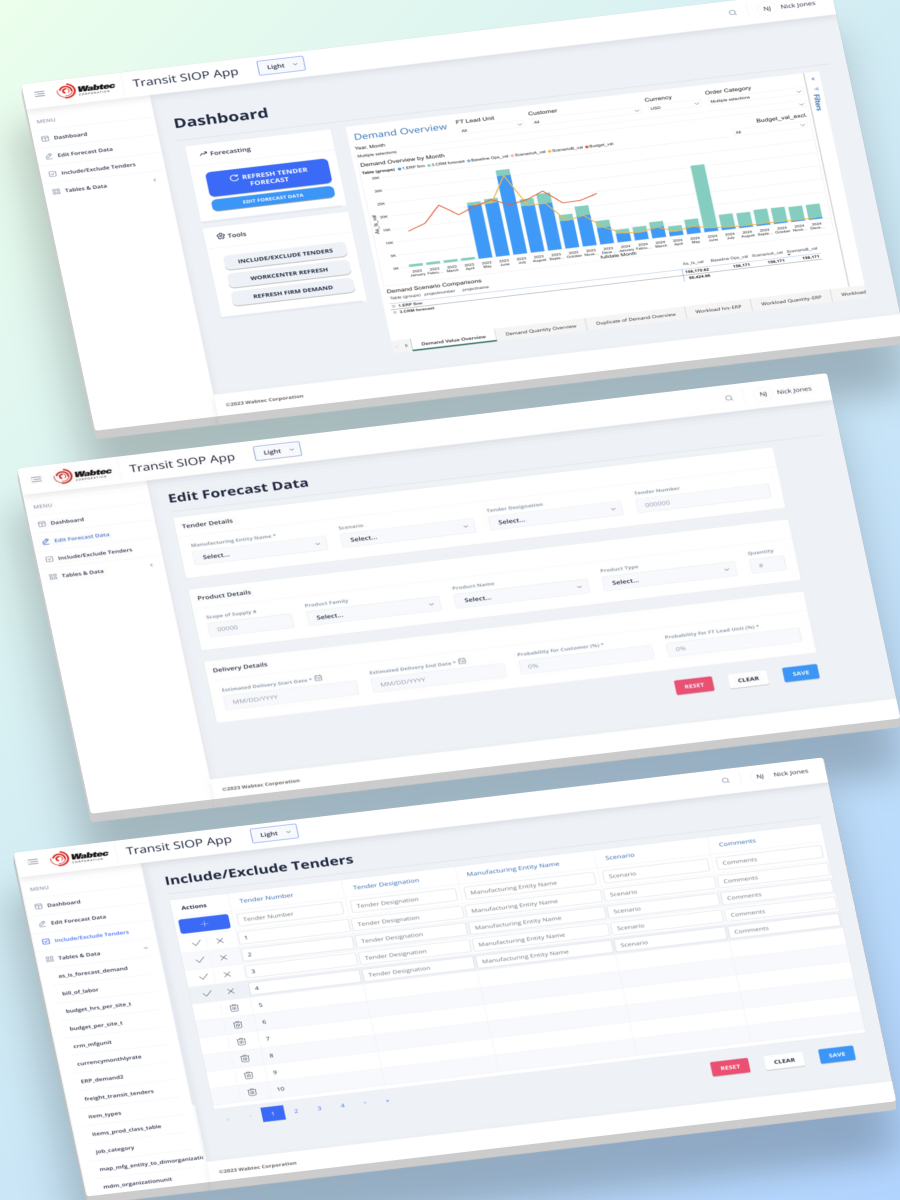 Nj Nick Jones
Wabtec
CORPORATION
Transit SIOP App
Light
MENU
Dashboard
Edit Forecast Data
Include/Exclude Tenders
Tables & Data
Dashboard
Forecasting
REFRESH TENDER
FORECAST
EDIT FORECAST DATA
Tools
INCLUDE/EXCLUDE TENDERS
WORKCENTER REFRESH
REFRESH FIRM DEMAND
Demand Overview
FT Lead Unit
All
Customer
All
Currency
USD
Order Category
Multiple selections
Filters
Year, Month
Multiple selections
Budget_val_excl.
All
Demand Overview by Month
Table (groups) 1.ERP firm 3.CRM forecast Baseline Ops_val ScenarioA_val ScenarioB_val Budget_val
Demand Scenario Comparisons
Table (groups) projectnumber projectname
As_Is_val Baseline Ops_val ScenarioA_val ScenarioB_val
1.ERP firm
3.CRM forecast
Demand Value Overview
Demand Quantity Overview
Duplicate of Demand Overview
Workload hrs-ERP
Workload Quantity-ERP
Workload
©2023 Wabtec Corporation
Nj Nick Jones
Wabtec
CORPORATION
Transit SIOP App
Light
MENU
Dashboard
Edit Forecast Data
Include/Exclude Tenders
Tables & Data
Edit Forecast Data
Tender Details
Manufacturing Entity Name *
Select...
Scenario
Select...
Tender Designation
Select...
Tender Number
000000
Product Details
Scope of Supply #
00000
Product Family
Select...
Product Name
Select...
Product Type
Select...
Quantity
#
Delivery Details
Estimated Delivery Start Date *
MM/DD/YYYY
Estimated Delivery End Date *
MM/DD/YYYY
Probability for Customer (%) *
0%
Probability for FT Lead Unit (%) *
0%
RESET
CLEAR
SAVE
©2023 Wabtec Corporation
Nj Nick Jones
Wabtec
CORPORATION
Transit SIOP App
Light
MENU
Dashboard
Edit Forecast Data
Include/Exclude Tenders
Tables & Data
as_is_forecast_demand
bill_of_labor
budget_hrs_per_site_t
budget_per_site_t
crm_mfgunit
currencymonthlyrate
ERP_demand2
freight_transit_tenders
item_types
items_prod_class_table
job_category
map_mfg_entity_to_dimorganizatio
mdm_organizationunit
Include/Exclude Tenders
Actions Tender Number Tender Designation Manufacturing Entity Name Scenario Comments
+ Tender Number Tender Designation Manufacturing Entity Name Scenario Comments
1 Tender Designation Manufacturing Entity Name Scenario Comments
2 Tender Designation Manufacturing Entity Name Scenario Comments
3 Tender Designation Manufacturing Entity Name Scenario Comments
4 Tender Designation Manufacturing Entity Name Scenario Comments
5
6
7
8
9
10
1 2 3 4
RESET
CLEAR
SAVE
©2023 Wabtec Corporation